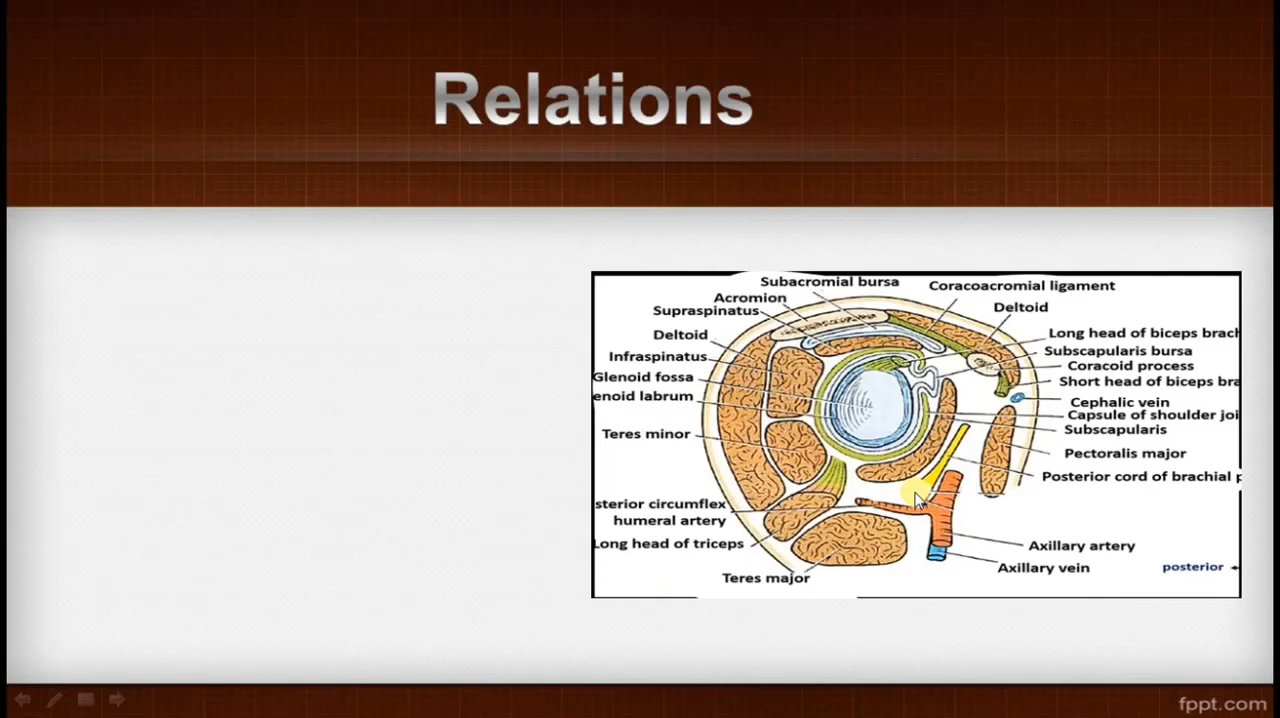 Relations
Subacromial bursa
Coracoacromial ligament
Acromion
Deltoid
Supraspinatus
Deltoid
Long head of biceps brach
Infraspinatus
Subscapularis bursa
Coracoid process
Glenoid fossa
Short head of biceps bra
enoid labrum
Cephalic vein
Capsule of shoulder joi
Teres minor
Subscapularis
Pectoralis major
Posterior cord of brachial p
sterior circumflex
humeral artery
Long head of triceps
Axillary artery
Axillary vein
posterior
Teres major
fppt.com